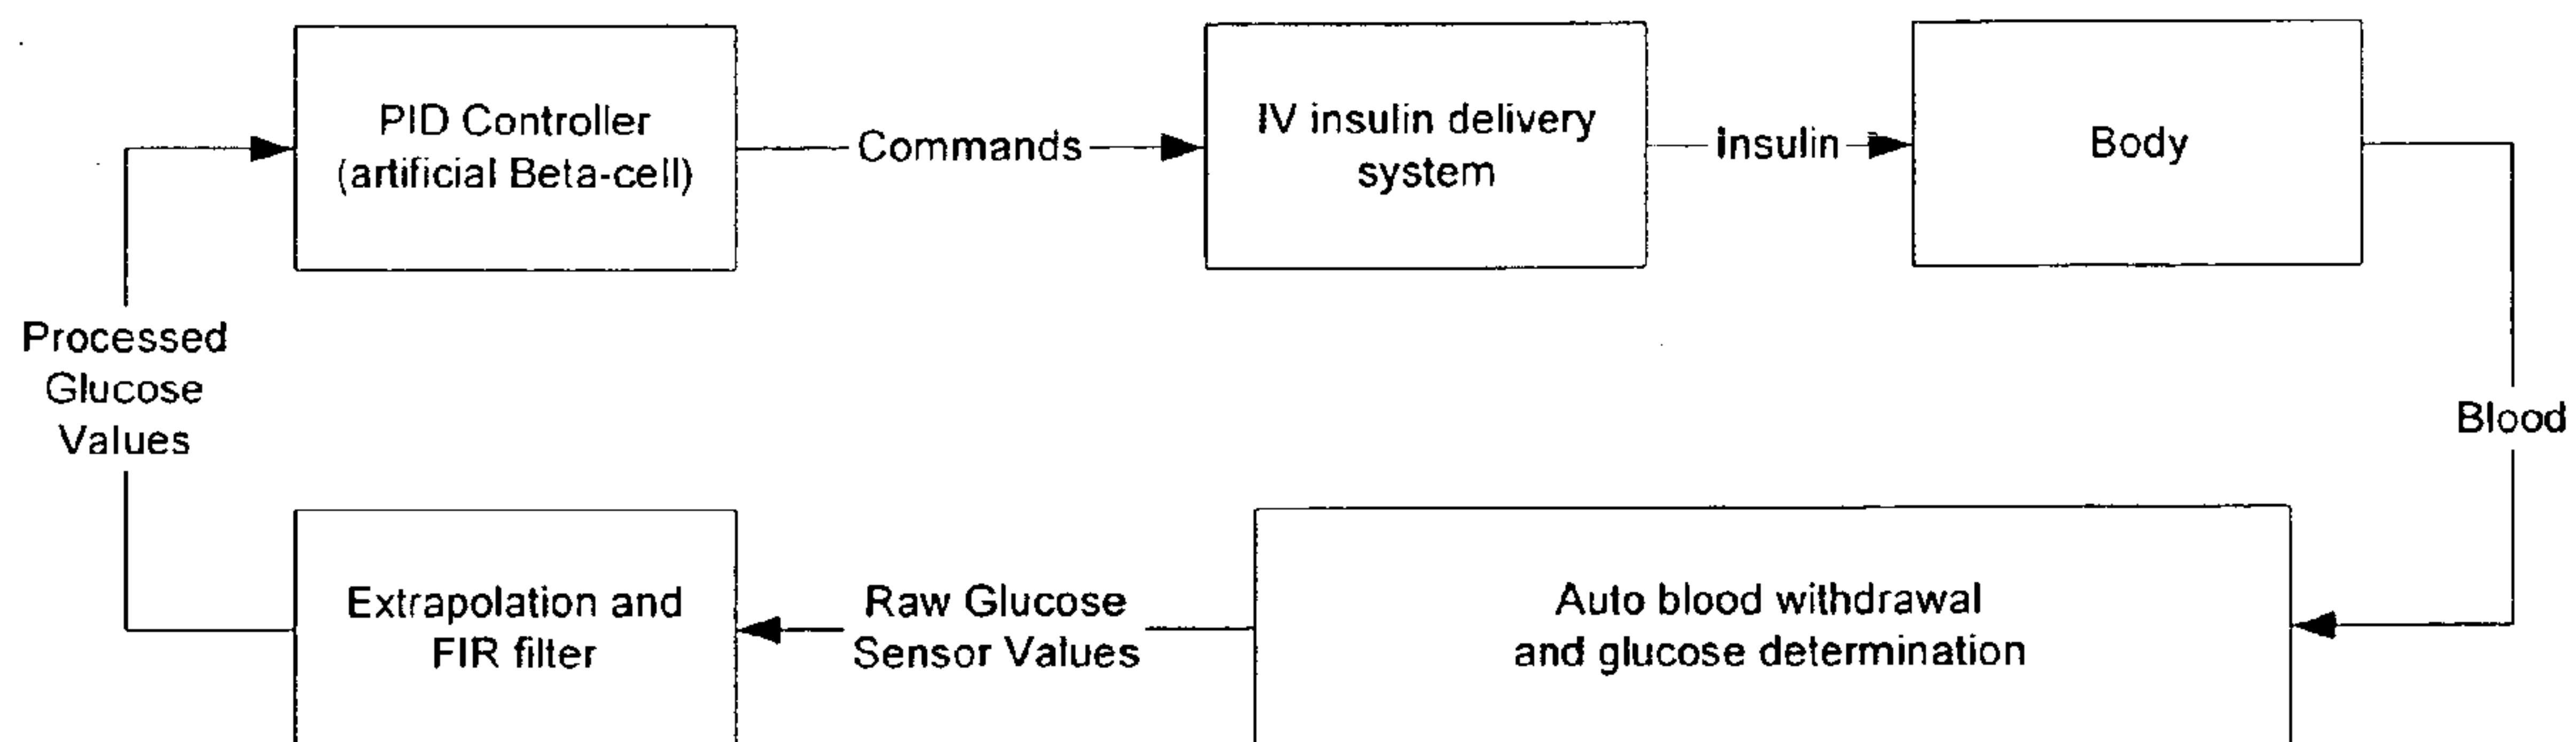 PID Controller
(artificial Beta-cell)
Commands
IV insulin delivery
system
Insulin
Body
Processed
Glucose
Values
Blood
Extrapolation and
FIR filter
Raw Glucose
Sensor Values
Auto blood withdrawal
and glucose determination